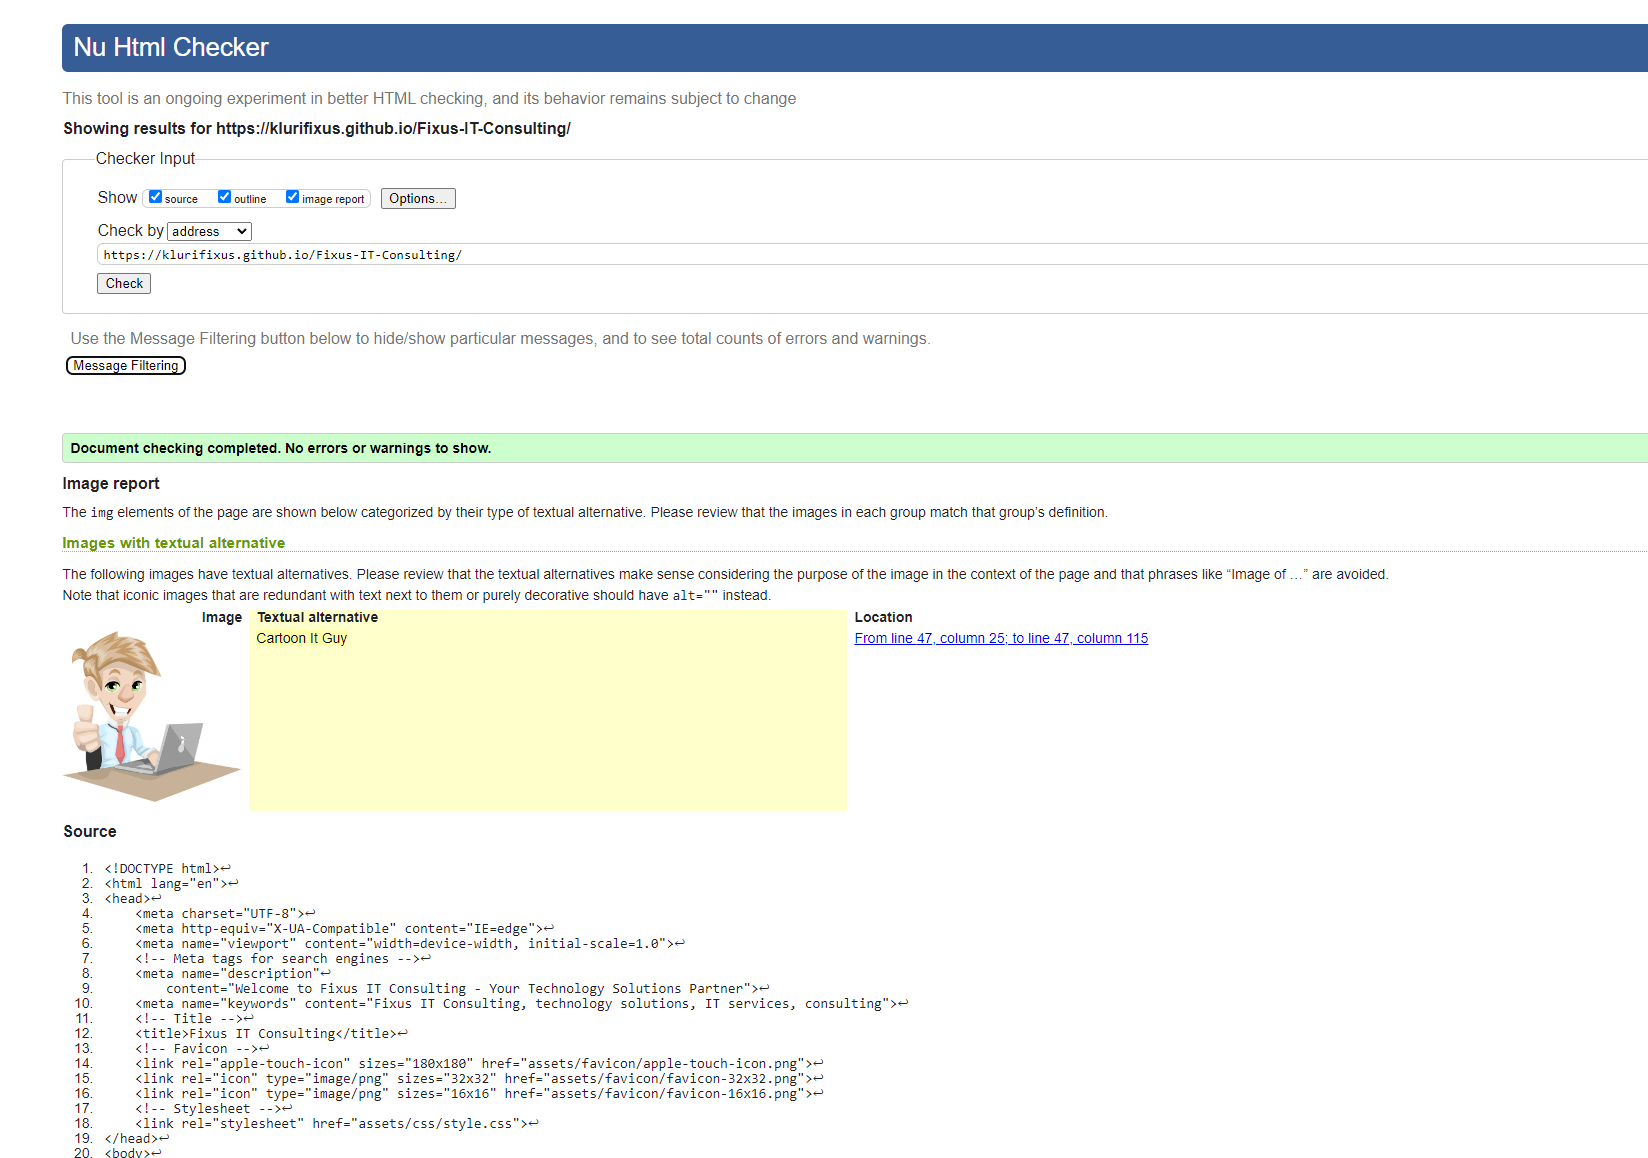 Nu Html Checker
This tool is an ongoing experiment in better HTML checking, and its behavior remains subject to change
Showing results for https://klurifixus.github.io/Fixus-IT-Consulting/
Checker Input
Show source outline image report Options...
Check by address
https://klurifixus.github.io/Fixus-IT-Consulting/
Check
Use the Message Filtering button below to hide/show particular messages, and to see total counts of errors and warnings.
Message Filtering
Document checking completed. No errors or warnings to show.
Image report
The img elements of the page are shown below categorized by their type of textual alternative. Please review that the images in each group match that group’s definition.
Images with textual alternative
The following images have textual alternatives. Please review that the textual alternatives make sense considering the purpose of the image in the context of the page and that phrases like “Image of …” are avoided.
Note that iconic images that are redundant with text next to them or purely decorative should have alt="" instead.
Image Textual alternative Location
Cartoon It Guy From line 47, column 25; to line 47, column 115
Source
1. <!DOCTYPE html>↩
2. <html lang="en">↩
3. <head>↩
4. <meta charset="UTF-8">↩
5. <meta http-equiv="X-UA-Compatible" content="IE=edge">↩
6. <meta name="viewport" content="width=device-width, initial-scale=1.0">↩
7. <!-- Meta tags for search engines -->↩
8. <meta name="description"↩
9. content="Welcome to Fixus IT Consulting - Your Technology Solutions Partner">↩
10. <meta name="keywords" content="Fixus IT Consulting, technology solutions, IT services, consulting">↩
11. <!-- Title -->↩
12. <title>Fixus IT Consulting</title>↩
13. <!-- Favicon -->↩
14. <link rel="apple-touch-icon" sizes="180x180" href="assets/favicon/apple-touch-icon.png">↩
15. <link rel="icon" type="image/png" sizes="32x32" href="assets/favicon/favicon-32x32.png">↩
16. <link rel="icon" type="image/png" sizes="16x16" href="assets/favicon/favicon-16x16.png">↩
17. <!-- Stylesheet -->↩
18. <link rel="stylesheet" href="assets/css/style.css">↩
19. </head>↩
20. <body>↩